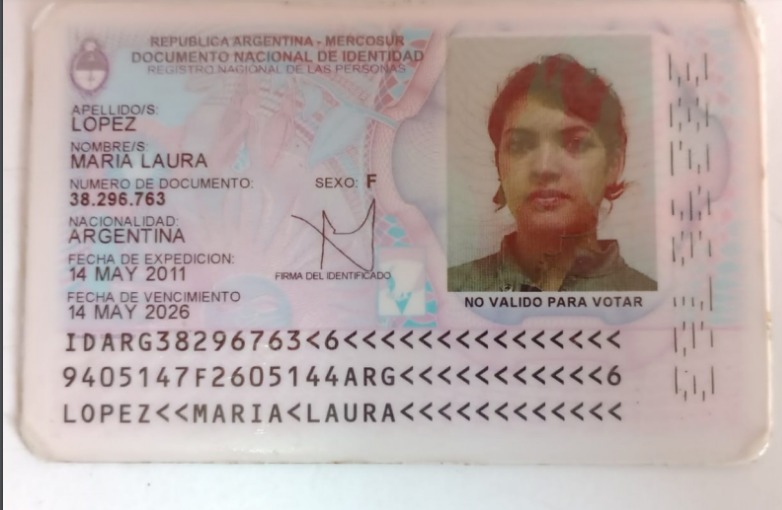 REPUBLICA ARGENTINA - MERCOSUR
DOCUMENTO NACIONAL DE IDENTIDAD
REGISTRO NACIONAL DE LAS PERSONAS
APELLIDO/S:
LOPEZ
NOMBRE/S:
MARIA LAURA
NUMERO DE DOCUMENTO: SEXO: F
38.296.763
NACIONALIDAD:
ARGENTINA
FECHA DE EXPEDICION:
14 MAY 2011
FIRMA DEL IDENTIFICADO
FECHA DE VENCIMIENTO
14 MAY 2026
NO VALIDO PARA VOTAR
IDARG38296763<6<<<<<<<<<<<<<<<
9405147F2605144ARG<<<<<<<<<<<6
LOPEZ<<MARIA<LAURA<<<<<<<<<<<<